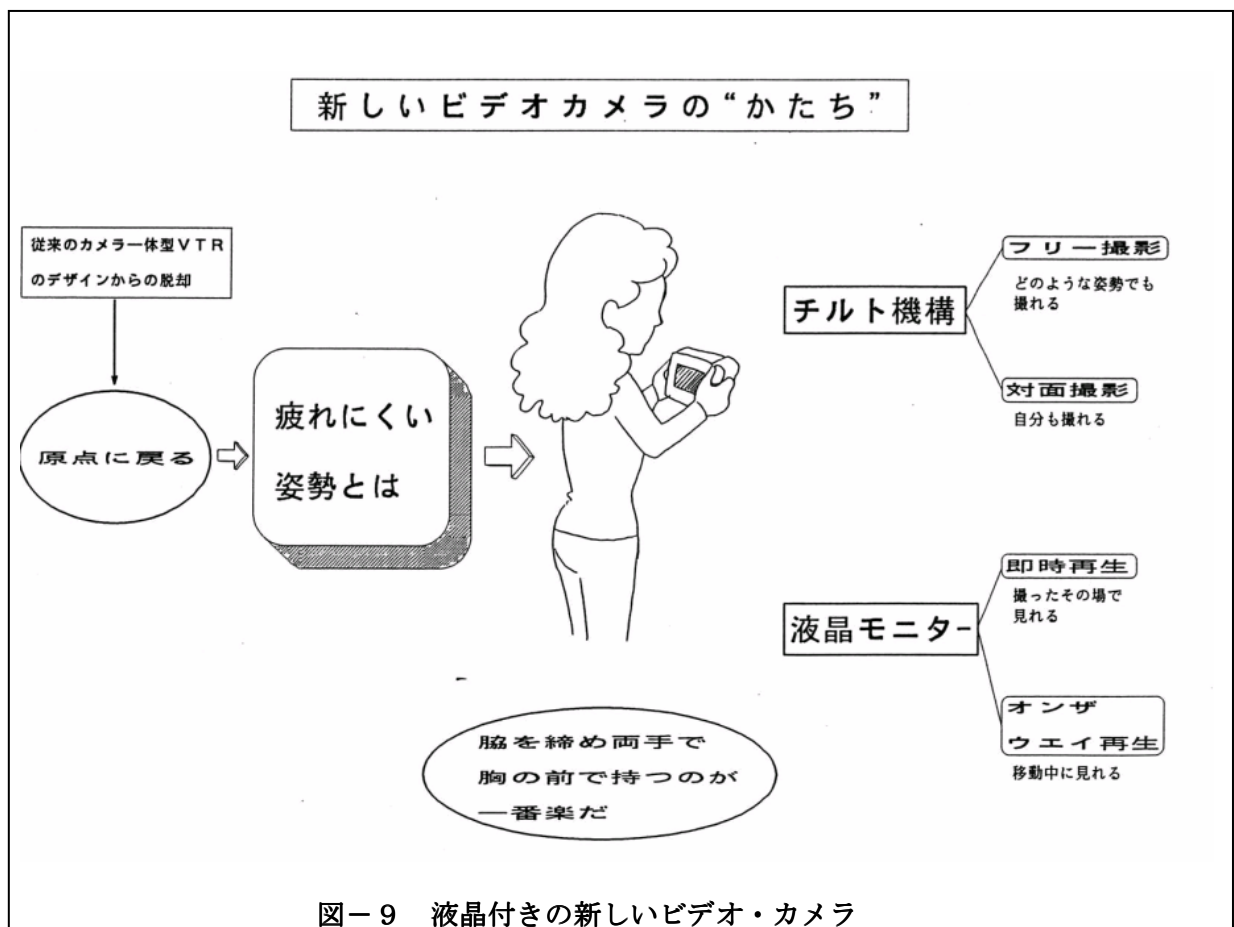 新しいビデオカメラの“かたち”
従来のカメラ一体型VTR
のデザインからの脱却
原点に戻る
疲れにくい
姿勢とは
脇を締め両手で
胸の前で持つのが
一番楽だ
チルト機構
フリー撮影
どのような姿勢でも
撮れる
対面撮影
自分も撮れる
液晶モニター
即時再生
撮ったその場で
見れる
オンザ
ウエイ再生
移動中に見れる
図-9 液晶付きの新しいビデオ・カメラ